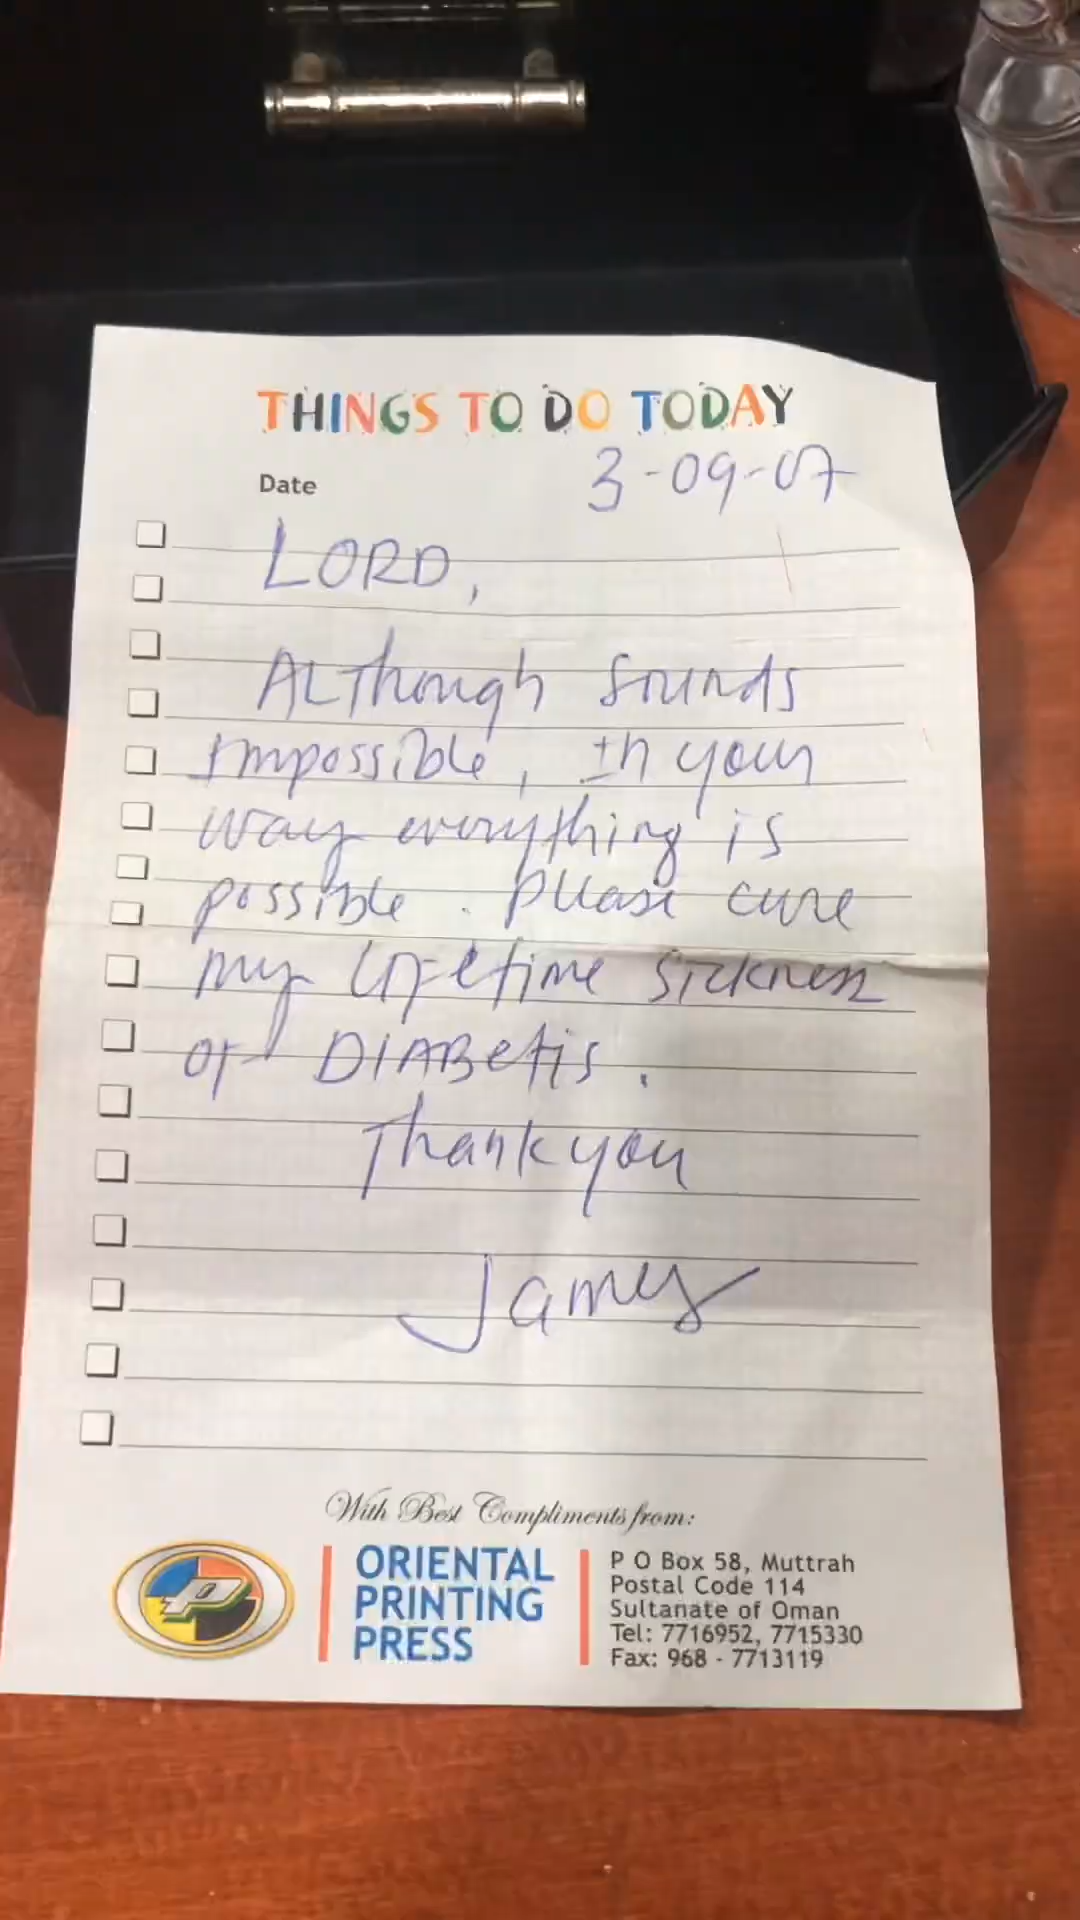 THINGS TO DO TODAY
Date 3-09-07
LORD,
ALThough sounds
Impossible, In your
way everything is
possible. please cure
my lifetime sickness
of DIABetis.
Thank you
James
With Best Compliments from:
ORIENTAL
PRINTING
PRESS
P O Box 58, Muttrah
Postal Code 114
Sultanate of Oman
Tel: 7716952, 7715330
Fax: 968 - 7713119